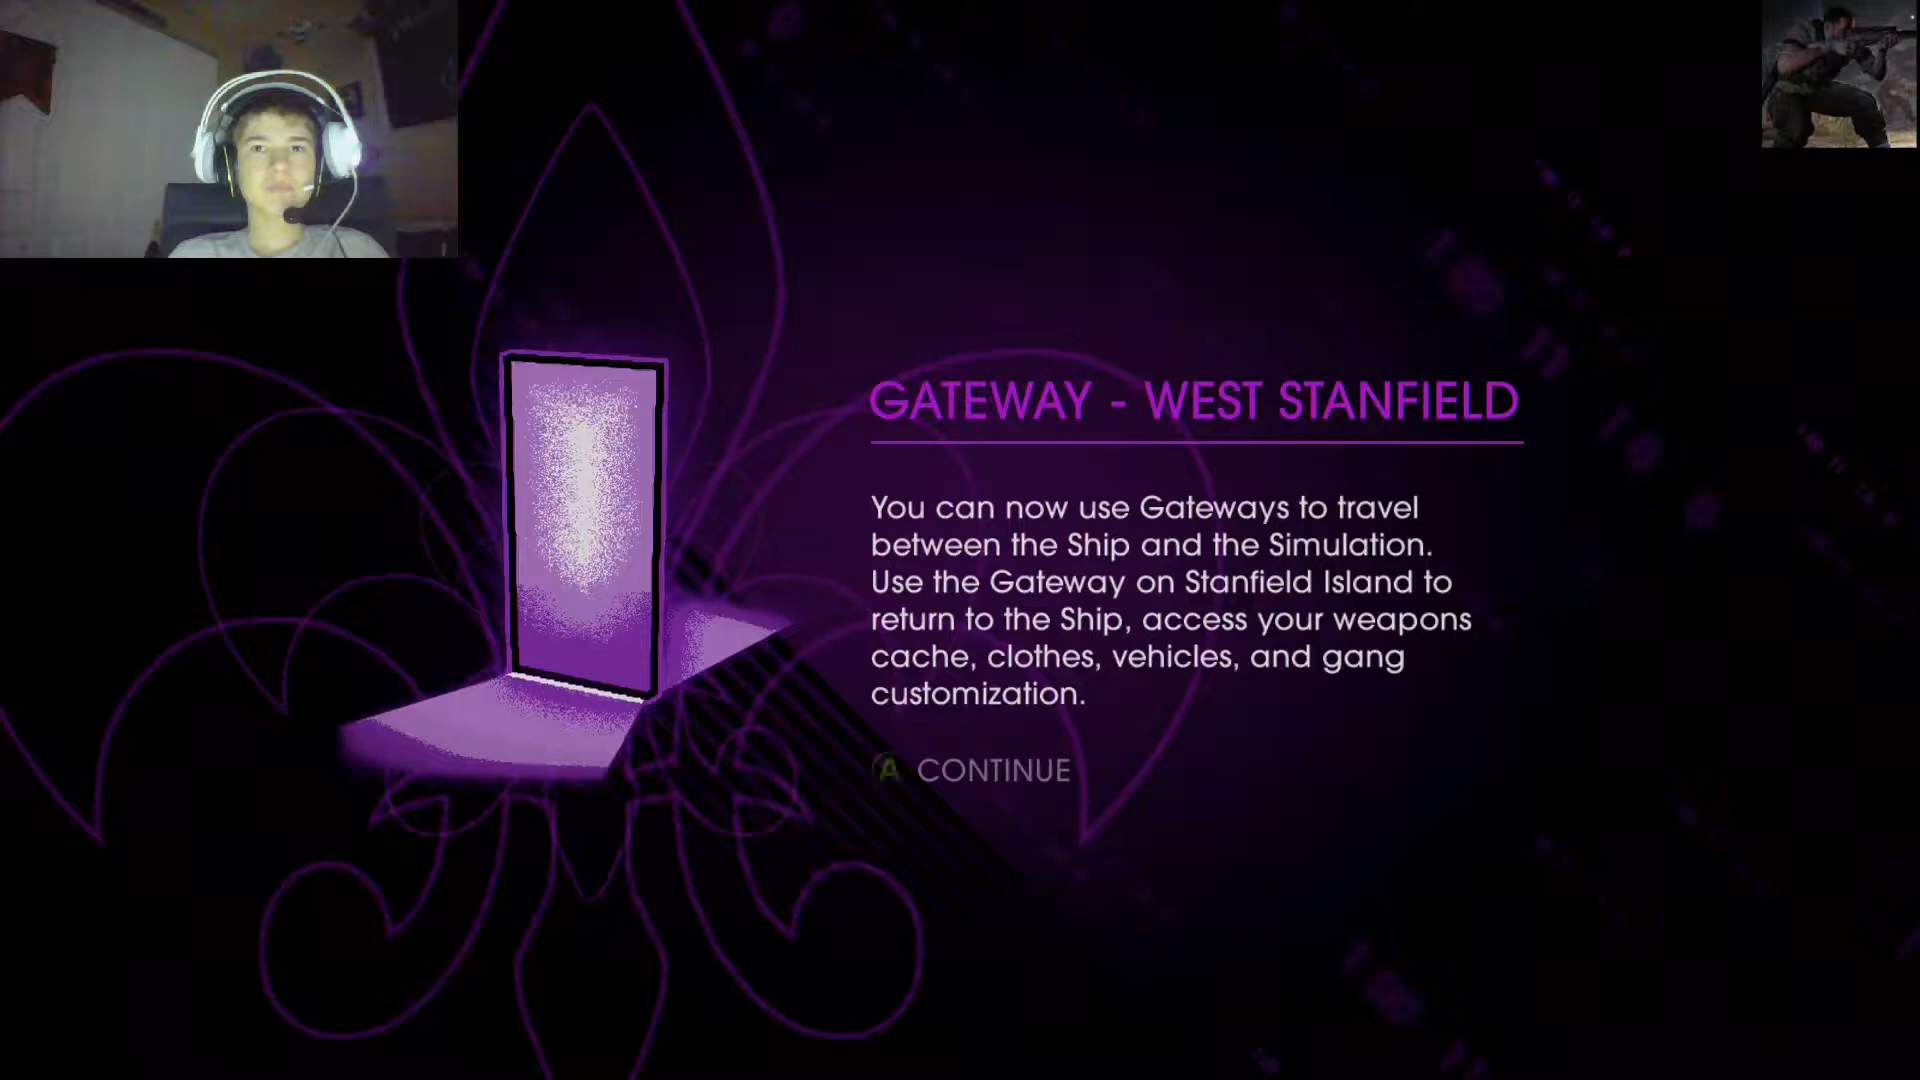 GATEWAY - WEST STANFIELD
You can now use Gateways to travel
between the Ship and the Simulation.
Use the Gateway on Stanfield Island to
return to the Ship, access your weapons
cache, clothes, vehicles, and gang
customization.
A CONTINUE